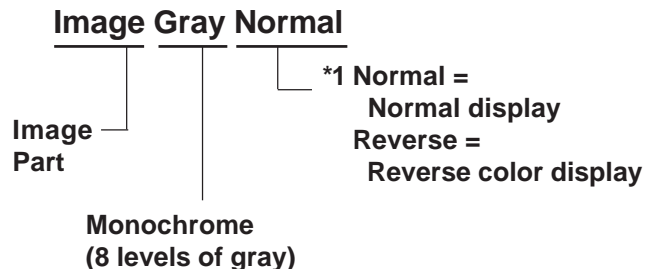 Image Gray Normal
*1 Normal =
Normal display
Reverse =
Reverse color display
Image
Part
Monochrome
(8 levels of gray)